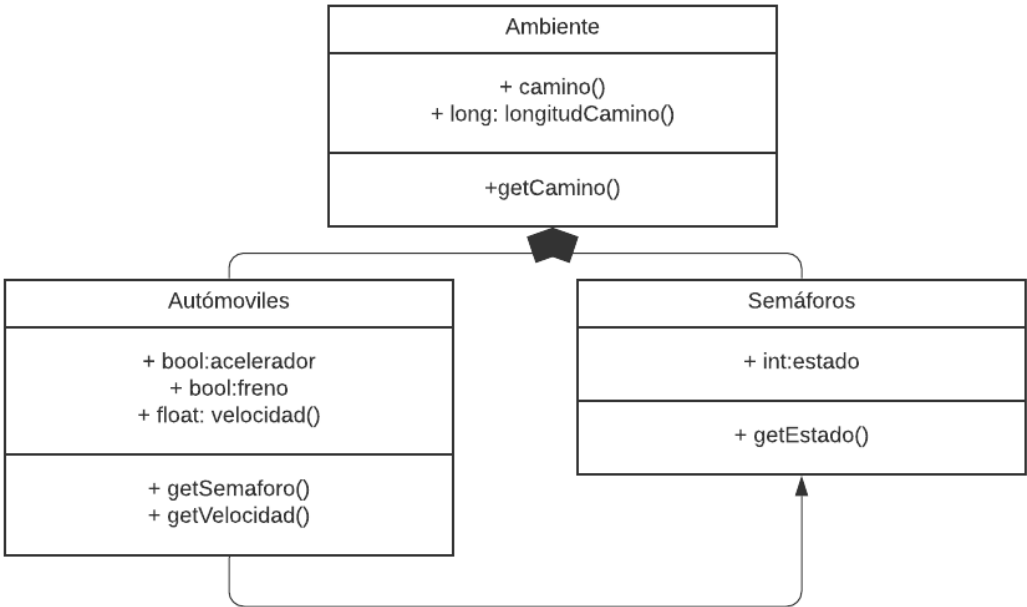 Ambiente
+ camino()
+ long: longitudCamino()
+getCamino()
Autómoviles
+ bool:acelerador
+ bool:freno
+ float: velocidad()
+ getSemaforo()
+ getVelocidad()
Semáforos
+ int:estado
+ getEstado()